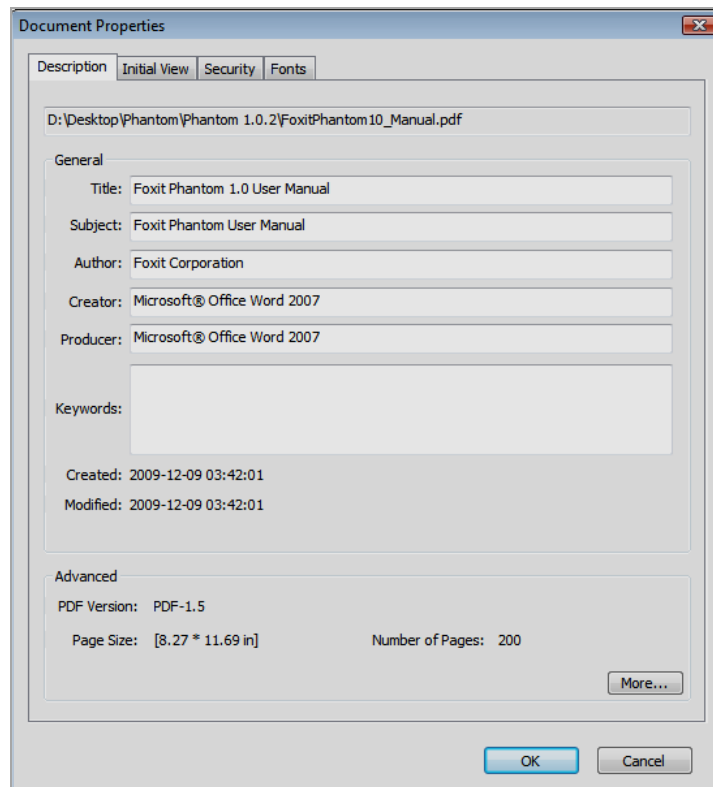 Document Properties
Description Initial View Security Fonts
D:\Desktop\Phantom\Phantom 1.0.2\FoxitPhantom10_Manual.pdf
General
Title: Foxit Phantom 1.0 User Manual
Subject: Foxit Phantom User Manual
Author: Foxit Corporation
Creator: Microsoft® Office Word 2007
Producer: Microsoft® Office Word 2007
Keywords:
Created: 2009-12-09 03:42:01
Modified: 2009-12-09 03:42:01
Advanced
PDF Version: PDF-1.5
Page Size: [8.27 * 11.69 in] Number of Pages: 200
More...
OK Cancel